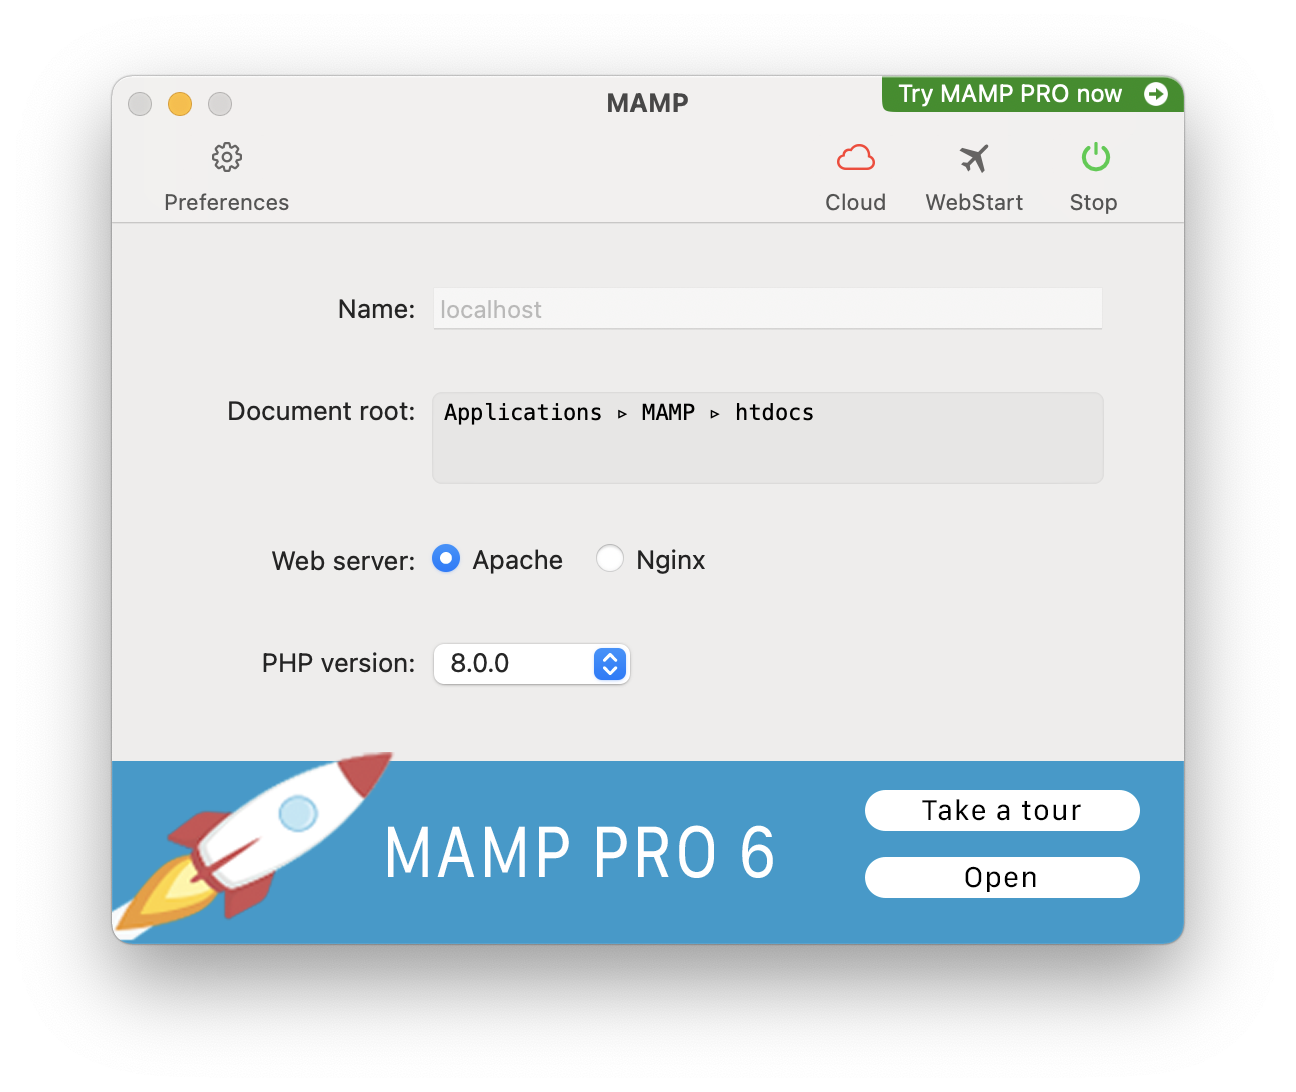 MAMP
Try MAMP PRO now
Preferences
Cloud
WebStart
Stop
Name: localhost
Document root: Applications ▹ MAMP ▹ htdocs
Web server: Apache Nginx
PHP version: 8.0.0
MAMP PRO 6
Take a tour
Open